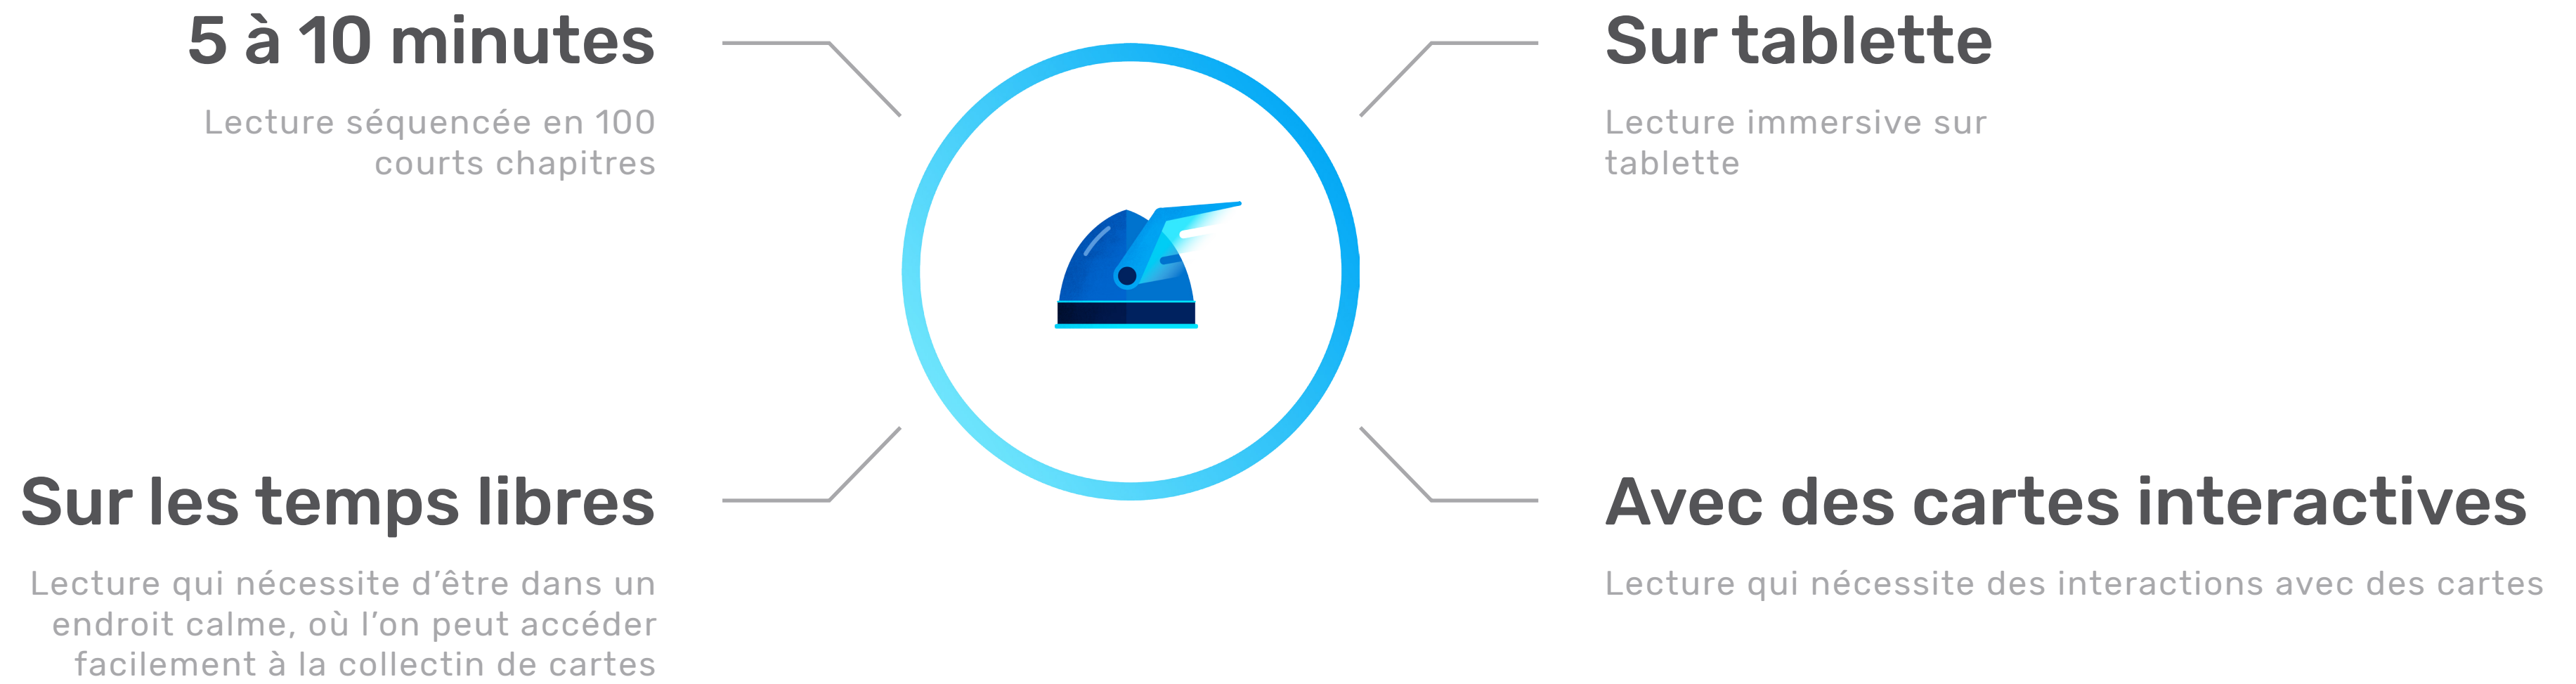 5 à 10 minutes
Lecture séquencée en 100
courts chapitres
Sur tablette
Lecture immersive sur
tablette
Sur les temps libres
Lecture qui nécessite d’être dans un
endroit calme, où l’on peut accéder
facilement à la collectin de cartes
Avec des cartes interactives
Lecture qui nécessite des interactions avec des cartes